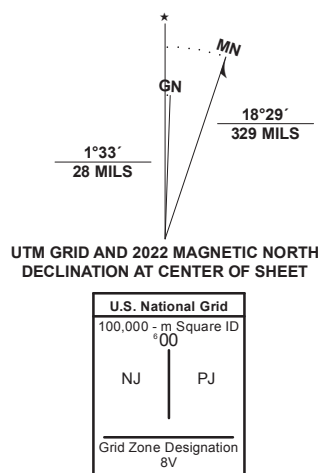 ★
MN
GN
18°29´
329 MILS
1°33´
28 MILS
UTM GRID AND 2022 MAGNETIC NORTH
DECLINATION AT CENTER OF SHEET
U.S. National Grid
100,000 - m Square ID
⁶00
NJ PJ
Grid Zone Designation
8V